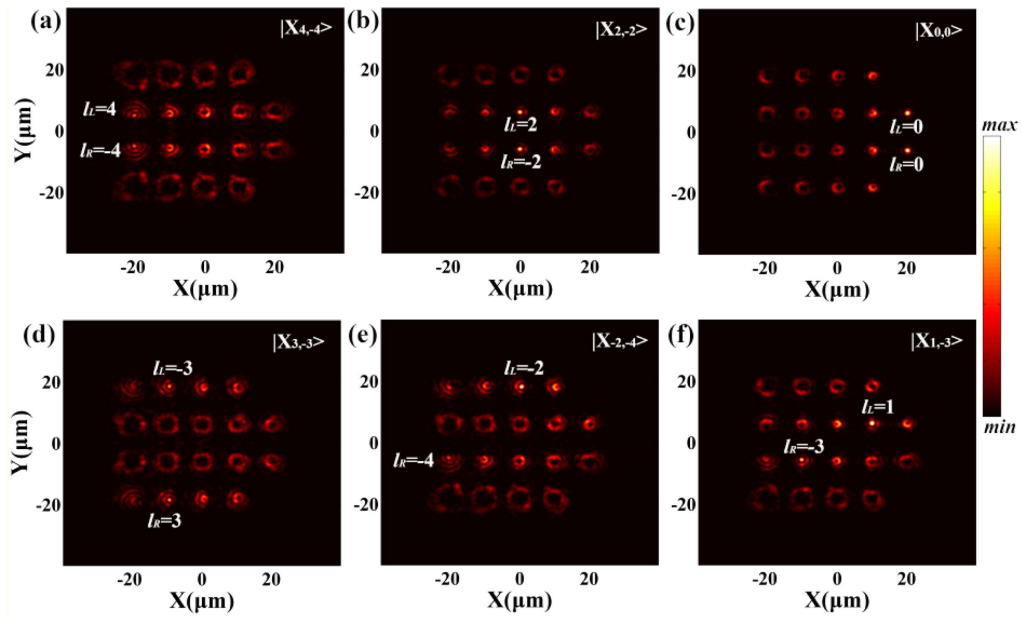 (a) |X4,-4>
20
lL=4
0
lR=-4
-20
Y(μm)
-20 0 20
X(μm)
(b) |X2,-2>
20
lL=2
0
lR=-2
-20
-20 0 20
X(μm)
(c) |X0,0>
20
lL=0
0
lR=0
-20
-20 0 20
X(μm)
max
min
(d) |X3,-3>
lL=-3
20
0
-20
lR=3
Y(μm)
-20 0 20
X(μm)
(e) |X-2,-4>
lL=-2
20
0
lR=-4
-20
-20 0 20
X(μm)
(f) |X1,-3>
20
lL=1
0
lR=-3
-20
-20 0 20
X(μm)